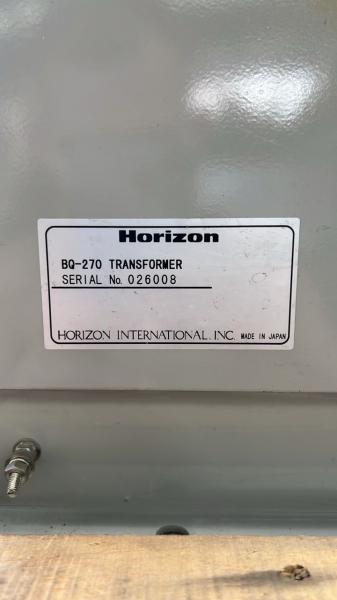 Horizon
BQ-270 TRANSFORMER
SERIAL No. 026008
HORIZON INTERNATIONAL. INC. MADE IN JAPAN